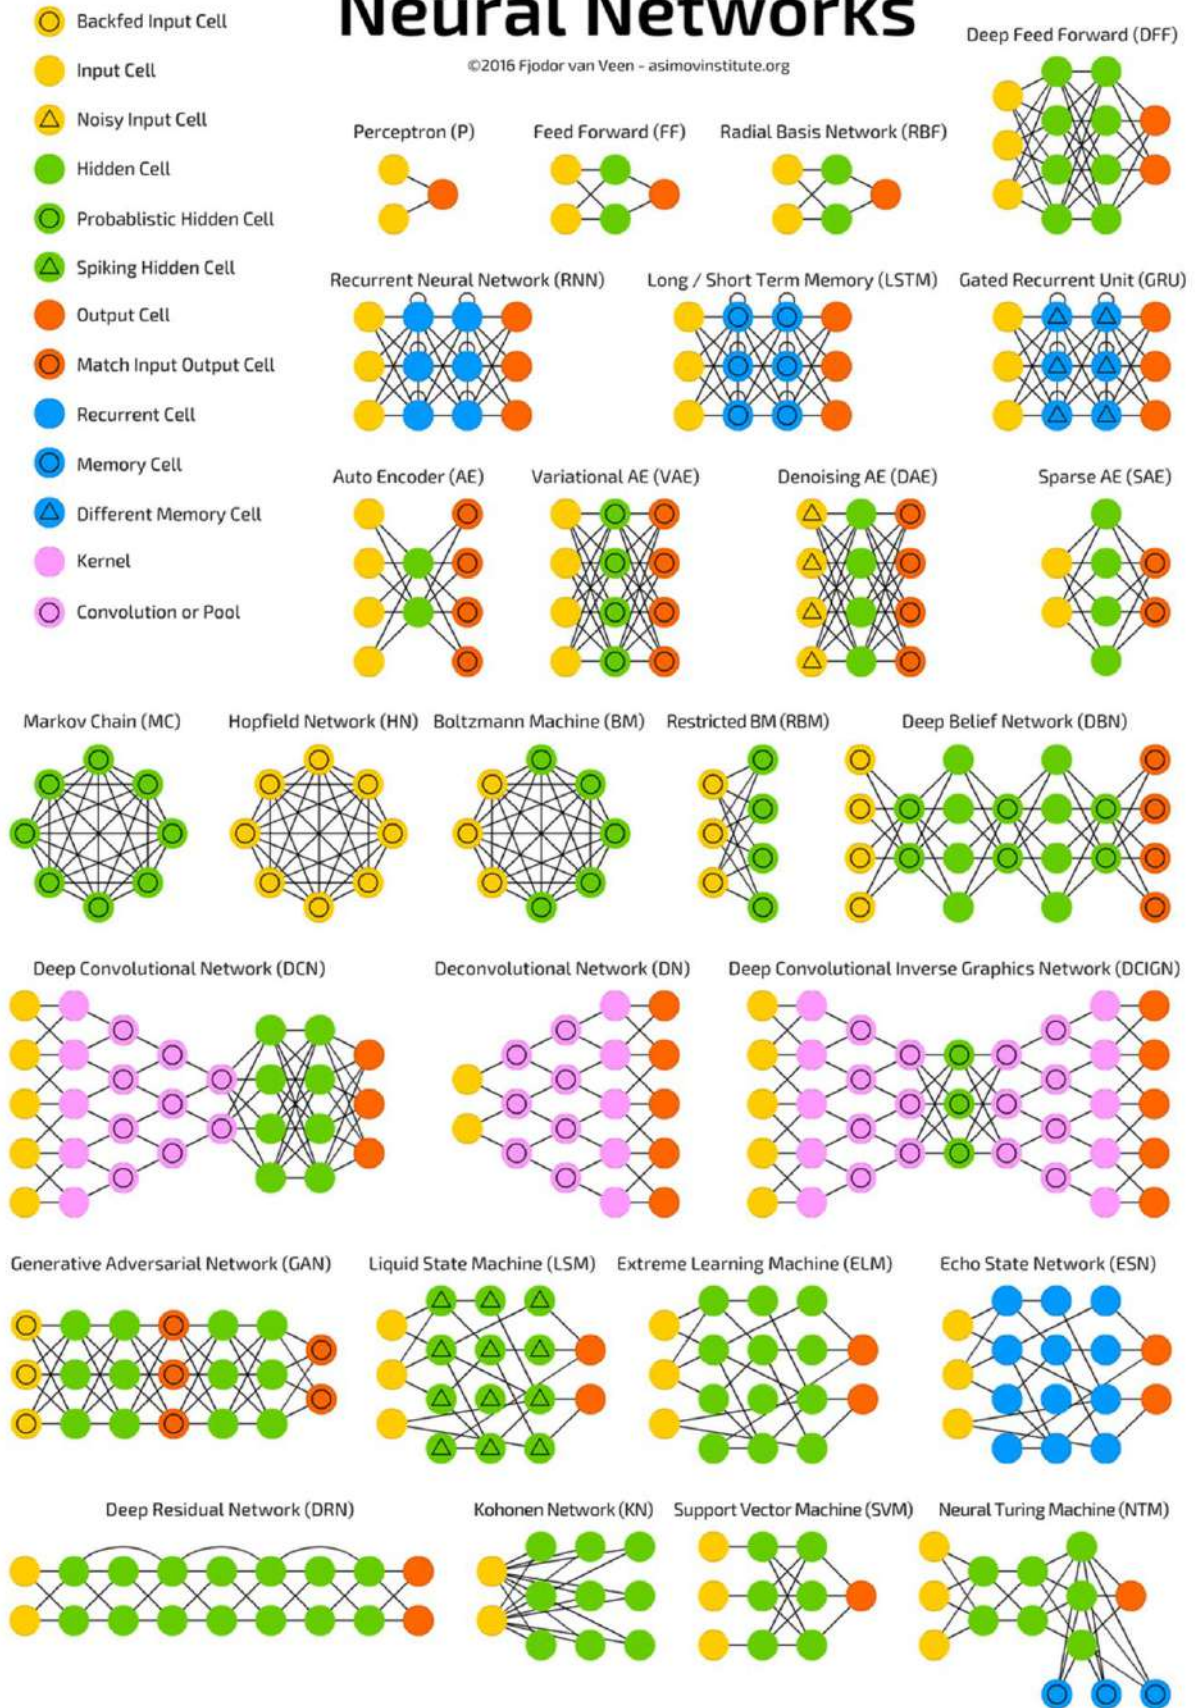 Neural Networks
©2016 Fjodor van Veen - asimovinstitute.org
Backfed Input Cell
Input Cell
Noisy Input Cell
Hidden Cell
Probablistic Hidden Cell
Spiking Hidden Cell
Output Cell
Match Input Output Cell
Recurrent Cell
Memory Cell
Different Memory Cell
Kernel
Convolution or Pool
Deep Feed Forward (DFF)
Perceptron (P)
Feed Forward (FF)
Radial Basis Network (RBF)
Recurrent Neural Network (RNN)
Long / Short Term Memory (LSTM)
Gated Recurrent Unit (GRU)
Auto Encoder (AE)
Variational AE (VAE)
Denoising AE (DAE)
Sparse AE (SAE)
Markov Chain (MC)
Hopfield Network (HN)
Boltzmann Machine (BM)
Restricted BM (RBM)
Deep Belief Network (DBN)
Deep Convolutional Network (DCN)
Deconvolutional Network (DN)
Deep Convolutional Inverse Graphics Network (DCIGN)
Generative Adversarial Network (GAN)
Liquid State Machine (LSM)
Extreme Learning Machine (ELM)
Echo State Network (ESN)
Deep Residual Network (DRN)
Kohonen Network (KN)
Support Vector Machine (SVM)
Neural Turing Machine (NTM)